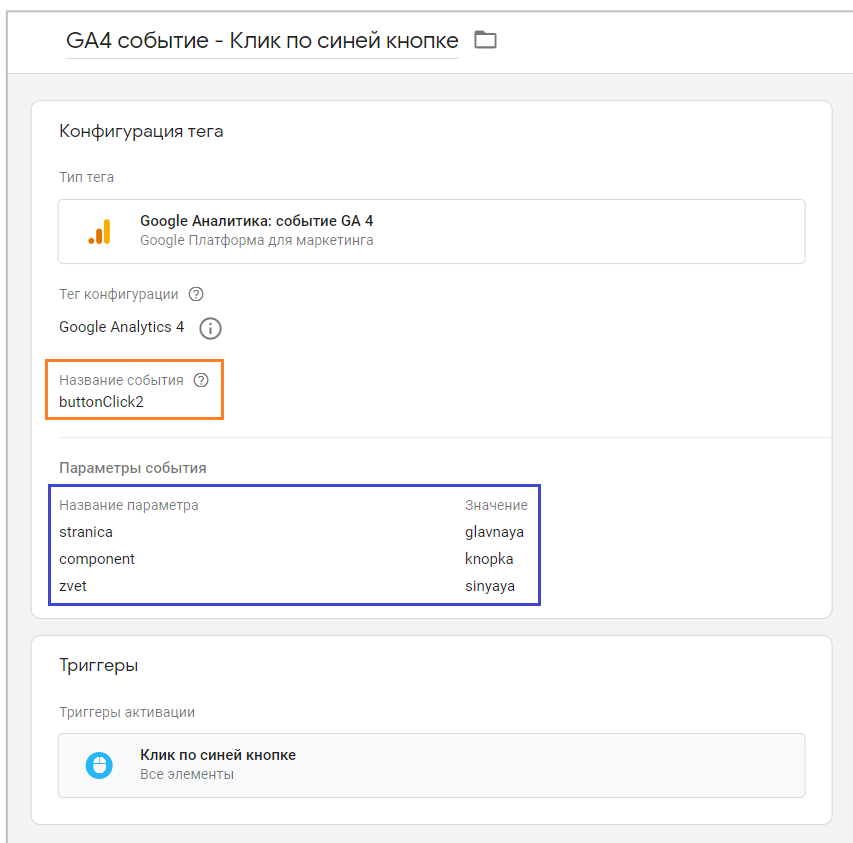 GA4 событие - Клик по синей кнопке
Конфигурация тега
Тип тега
Google Аналитика: событие GA 4
Google Платформа для маркетинга
Тег конфигурации
Google Analytics 4
Название события
buttonClick2
Параметры события
Название параметра Значение
stranica glavnaya
component knopka
zvet sinyaya
Триггеры
Триггеры активации
Клик по синей кнопке
Все элементы